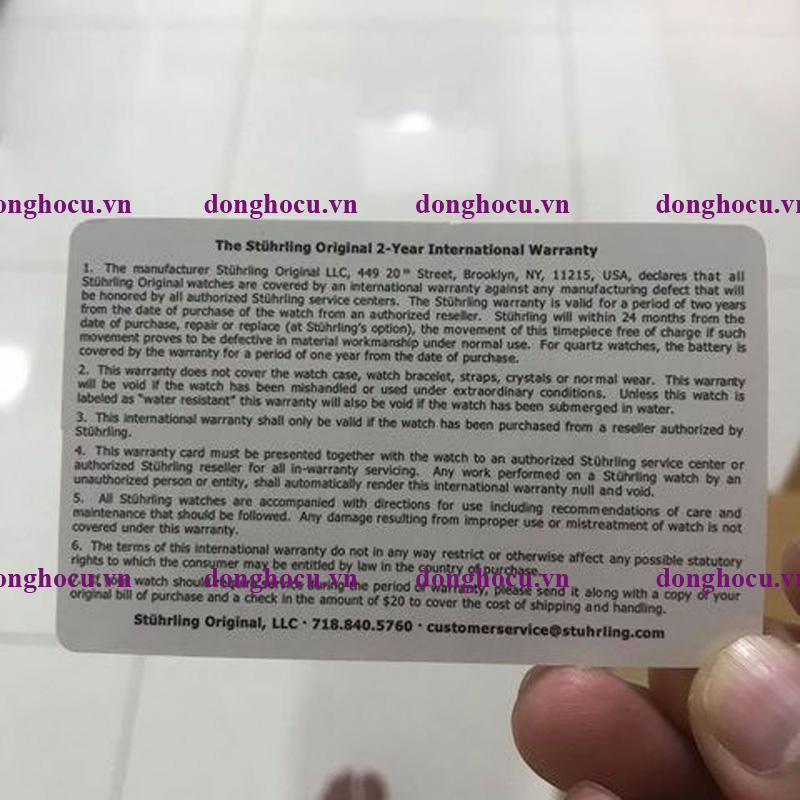 donghocu.vn donghocu.vn donghocu.vn donghocu.vn
The Stührling Original 2-Year International Warranty
1. The manufacturer Stührling Original LLC, 449 20th Street, Brooklyn, NY, 11215, USA, declares that all
Stührling Original watches are covered by an international warranty against any manufacturing defect that will
be honored by all authorized Stührling service centers. The Stührling warranty is valid for a period of two years
from the date of purchase of the watch from an authorized reseller. Stührling will within 24 months from the
date of purchase, repair or replace (at Stührling's option), the movement of this timepiece free of charge if such
movement proves to be defective in material workmanship under normal use. For quartz watches, the battery is
covered by the warranty for a period of one year from the date of purchase.
2. This warranty does not cover the watch case, watch bracelet, straps, crystals or normal wear. This warranty
will be void if the watch has been mishandled or used under extraordinary conditions. Unless this watch is
labeled as "water resistant" this warranty will also be void if the watch has been submerged in water.
3. This international warranty shall only be valid if the watch has been purchased from a reseller authorized by
Stührling.
4. This warranty card must be presented together with the watch to an authorized Stührling service center or
authorized Stührling reseller for all in-warranty servicing. Any work performed on a Stührling watch by an
unauthorized person or entity, shall automatically render this international warranty null and void.
5. All Stührling watches are accompanied with directions for use including recommendations of care and
maintenance that should be followed. Any damage resulting from improper use or mistreatment of watch is not
covered under this warranty.
6. The terms of this international warranty do not in any way restrict or otherwise affect any possible statutory
rights to which the consumer may be entitled by law in the country of purchase.
donghocu.vn donghocu.vn donghocu.vn donghocu.vn
watch should during the period of warranty, please send it along with a copy of your
original bill of purchase and a check in the amount of $20 to cover the cost of shipping and handling.
Stührling Original, LLC · 718.840.5760 · customerservice@stuhrling.com